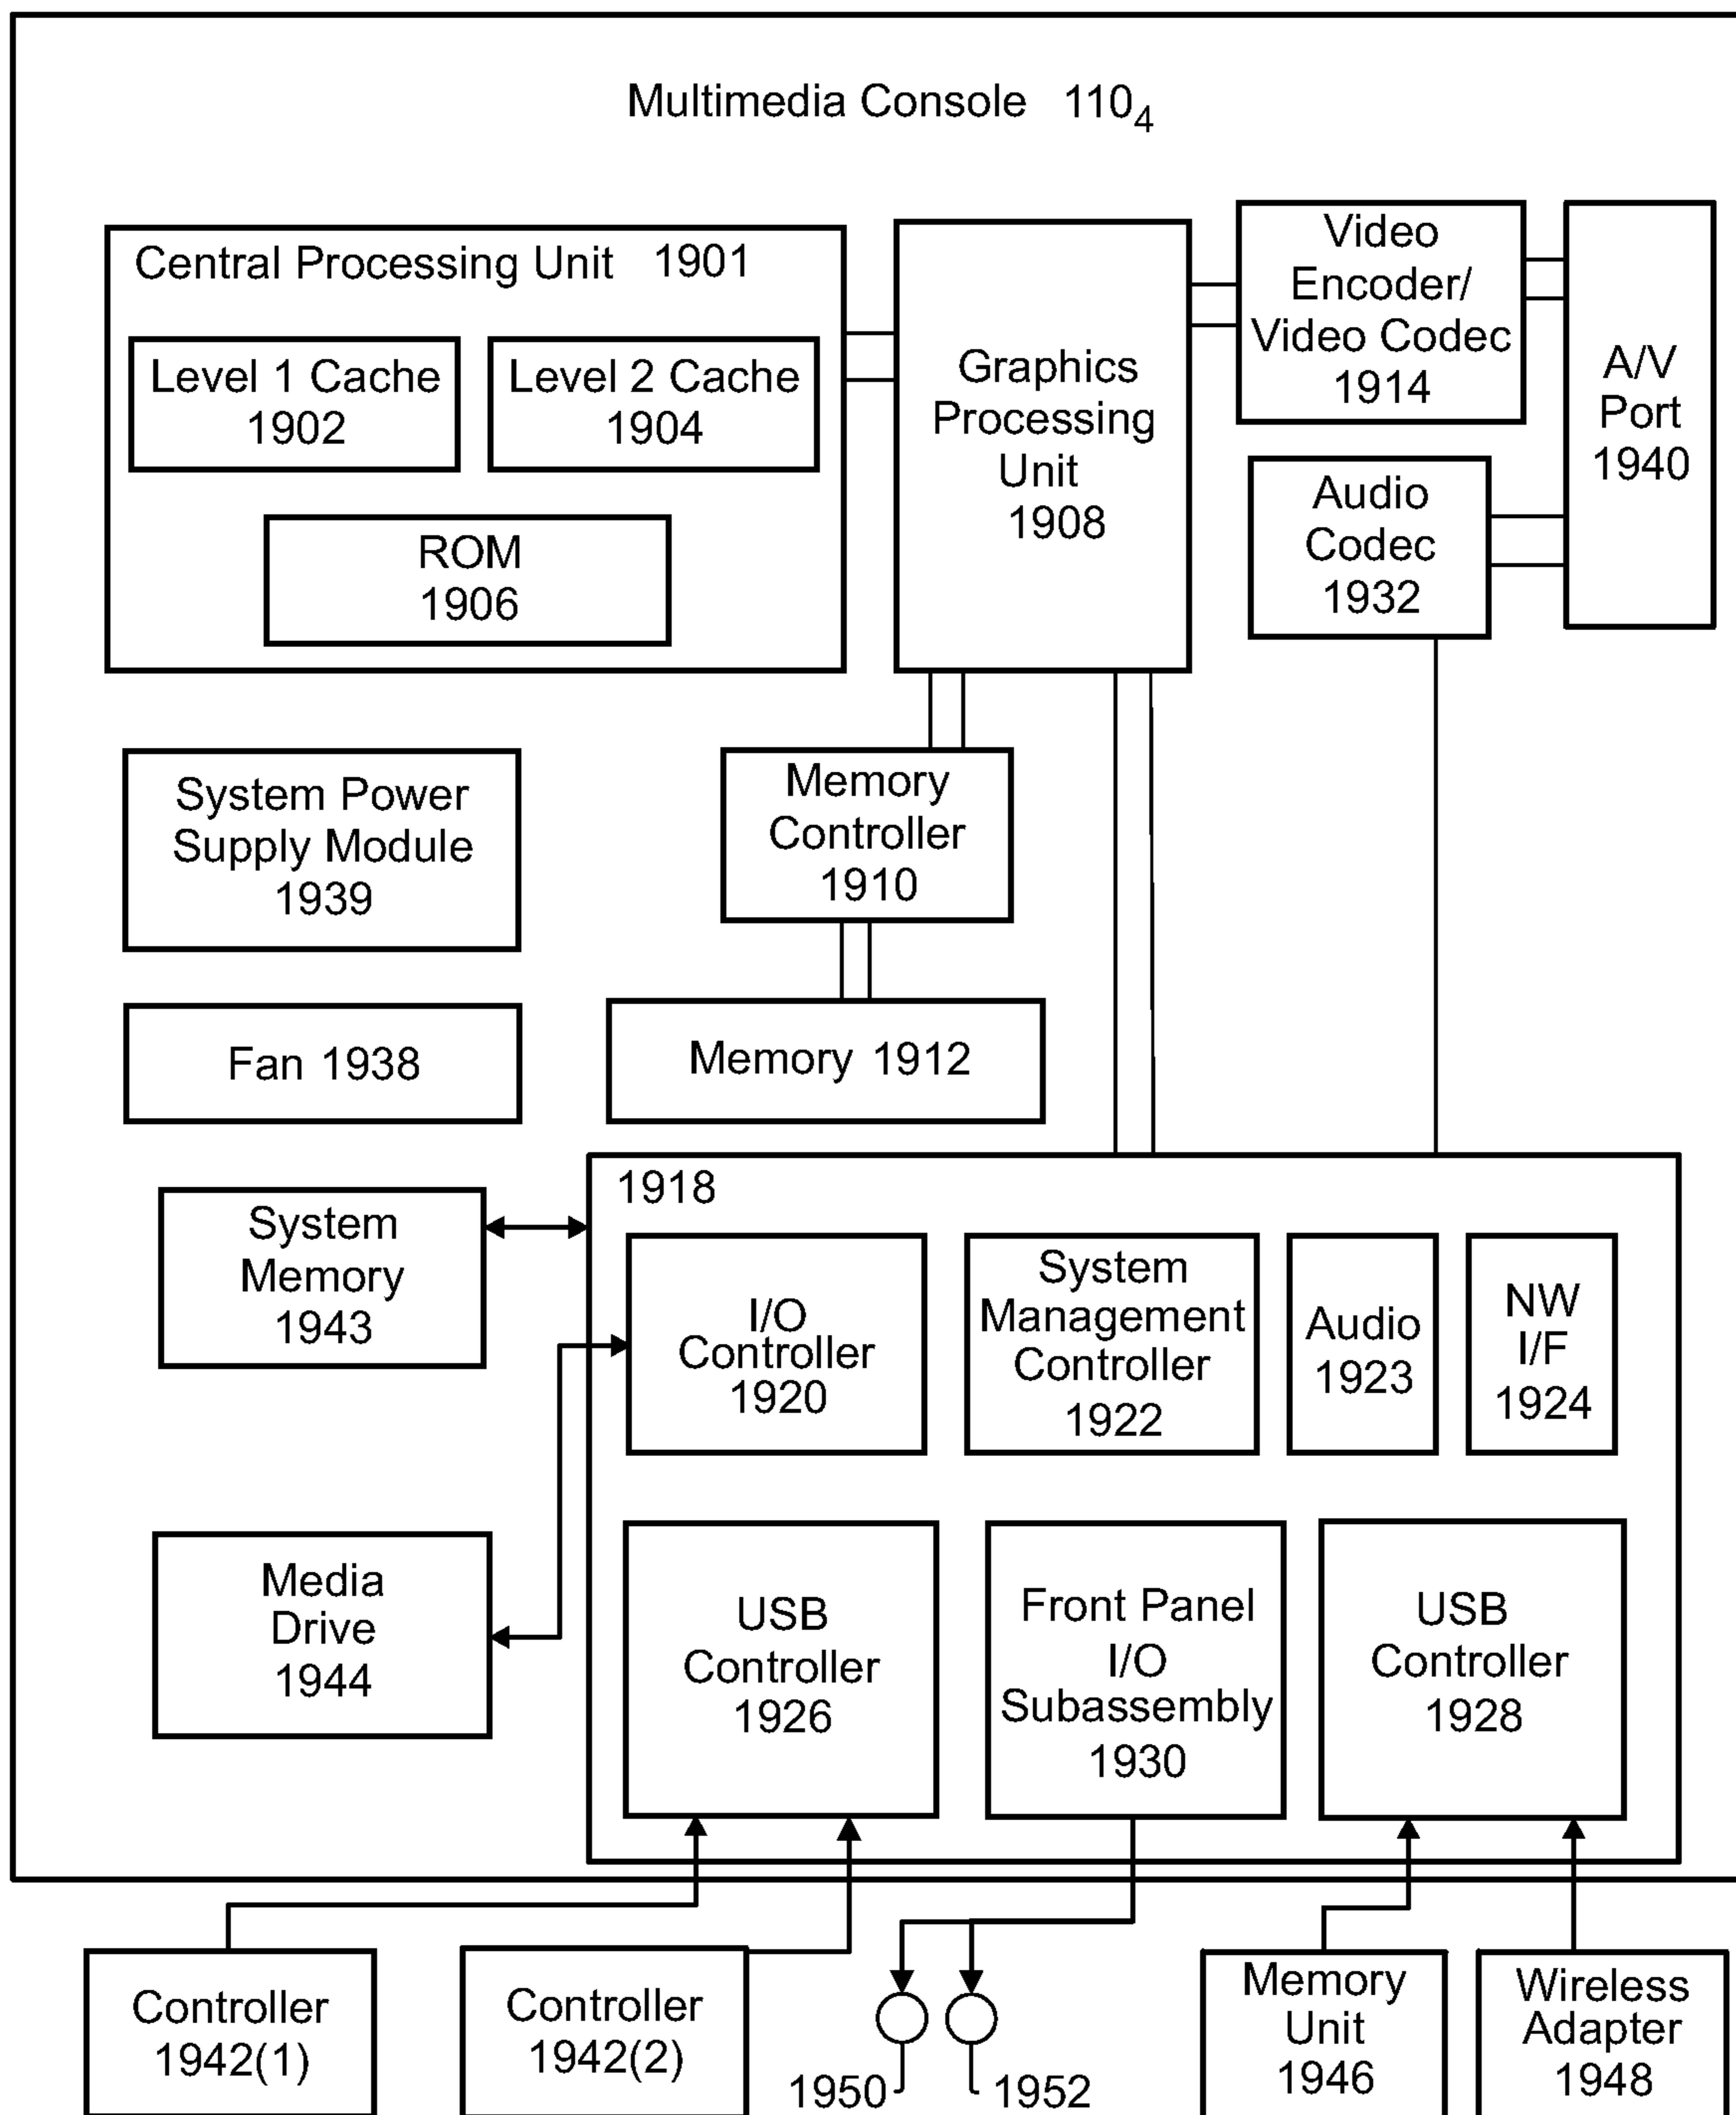 Multimedia Console 110₄
Central Processing Unit 1901
Level 1 Cache
1902
Level 2 Cache
1904
ROM
1906
Graphics
Processing
Unit
1908
Video
Encoder/
Video Codec
1914
A/V
Port
1940
Audio
Codec
1932
System Power
Supply Module
1939
Memory
Controller
1910
Fan 1938
Memory 1912
System
Memory
1943
1918
I/O
Controller
1920
System
Management
Controller
1922
Audio
1923
NW
I/F
1924
Media
Drive
1944
USB
Controller
1926
Front Panel
I/O
Subassembly
1930
USB
Controller
1928
Controller
1942(1)
Controller
1942(2)
1950
1952
Memory
Unit
1946
Wireless
Adapter
1948